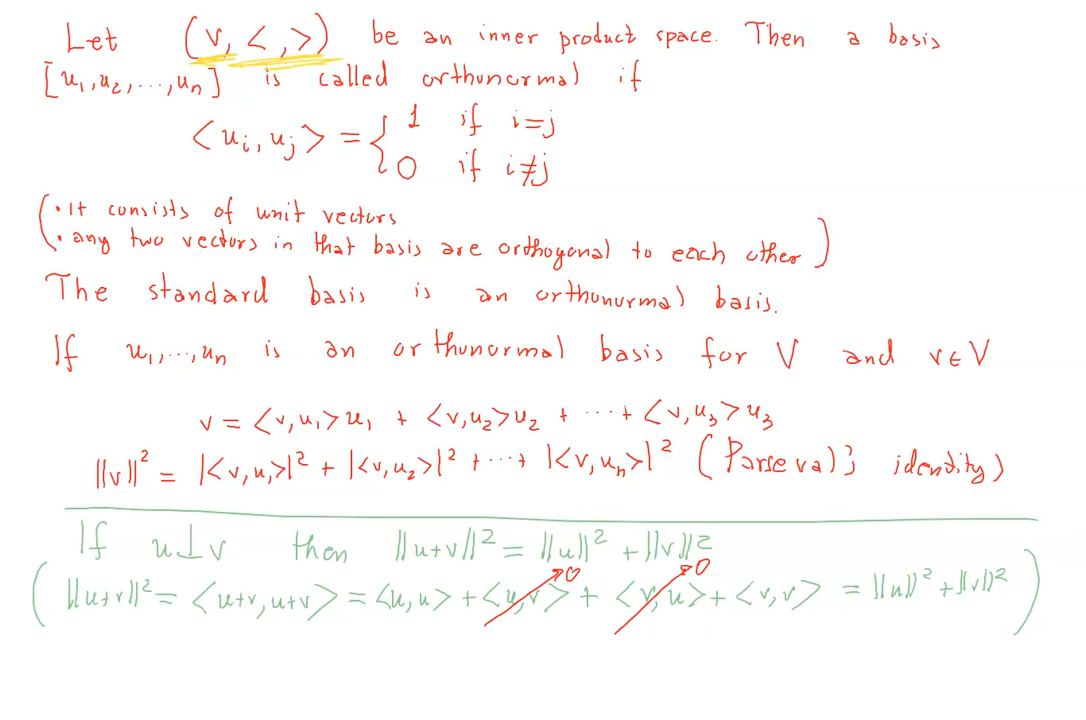 Let (V, < , >) be an inner product space. Then a basis
[u₁, u₂, ..., uₙ] is called orthonormal if
<uᵢ, uⱼ> = { 1 if i=j
0 if i≠j
( • It consists of unit vectors
• any two vectors in that basis are orthogonal to each other )
The standard basis is an orthonormal basis.
If u₁, ..., uₙ is an orthonormal basis for V and v ∈ V
v = <v, u₁> u₁ + <v, u₂> u₂ + ... + <v, u₃> u₃
||v||² = |<v, u₁>|² + |<v, u₂>|² + ... + |<v, uₙ>|² (Parseval's identity)
If u⊥v then ||u+v||² = ||u||² + ||v||²
( ||u+v||² = <u+v, u+v> = <u, u> + <u, v> →0 + <v, u> →0 + <v, v> = ||u||² + ||v||² )